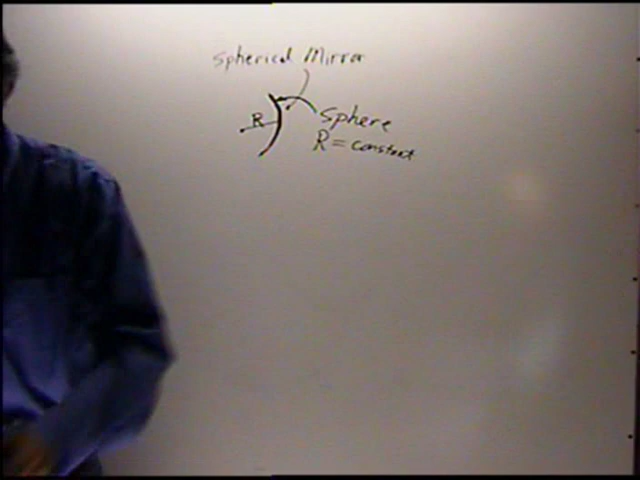 Spherical Mirror
R
Sphere
R = constant